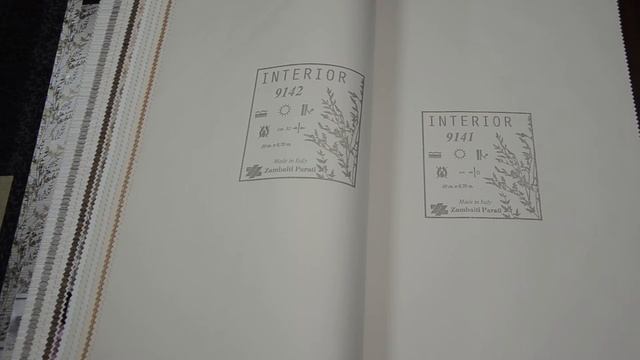 INTERIOR
9142
Made in Italy
Zambaiti Parati
INTERIOR
9141
Made in Italy
Zambaiti Parati